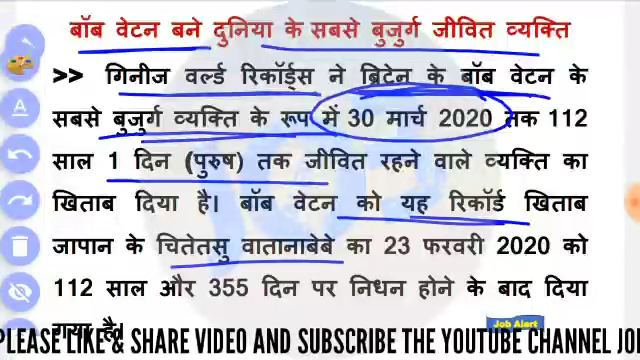 बॉब वेटन बने दुनिया के सबसे बुजुर्ग जीवित व्यक्ति
>> गिनीज वर्ल्ड रिकॉर्ड्स ने ब्रिटेन के बॉब वेटन के
सबसे बुजुर्ग व्यक्ति के रूप में 30 मार्च 2020 तक 112
साल 1 दिन (पुरुष) तक जीवित रहने वाले व्यक्ति का
खिताब दिया है। बॉब वेटन को यह रिकॉर्ड खिताब
जापान के चितेतसु वातानाबेबे का 23 फरवरी 2020 को
112 साल और 355 दिन पर निधन होने के बाद दिया
गया है।
Job Alert
PLEASE LIKE & SHARE VIDEO AND SUBSCRIBE THE YOUTUBE CHANNEL JO